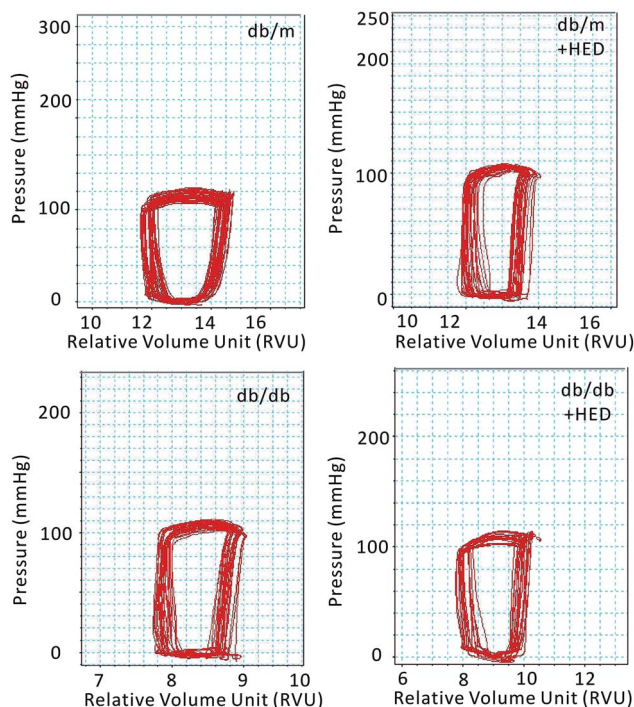 db/m
300
200
100
0
Pressure (mmHg)
10 12 14 16
Relative Volume Unit (RVU)
db/m
+HED
250
200
100
0
Pressure (mmHg)
10 12 14 16
Relative Volume Unit (RVU)
db/db
200
100
0
Pressure (mmHg)
7 8 9 10
Relative Volume Unit (RVU)
db/db
+HED
200
100
0
Pressure (mmHg)
6 8 10 12
Relative Volume Unit (RVU)